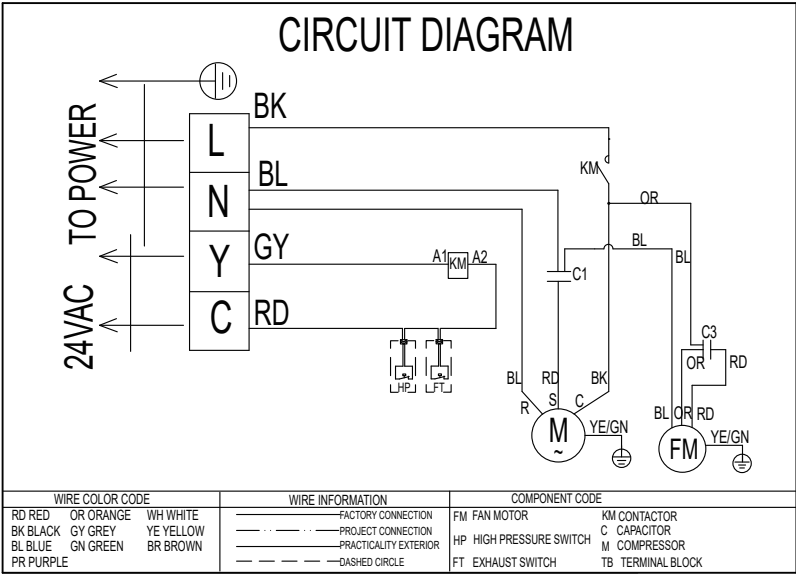 CIRCUIT DIAGRAM
TO POWER
24VAC
L
BK
N
BL
Y
GY
C
RD
A1
KM
A2
KM
OR
BL
BL
C1
C3
OR
RD
HP
FT
BL
RD
BK
R
S
C
M
~
YE/GN
BL
OR
RD
FM
YE/GN
WIRE COLOR CODE
RD RED OR ORANGE WH WHITE
BK BLACK GY GREY YE YELLOW
BL BLUE GN GREEN BR BROWN
PR PURPLE
WIRE INFORMATION
FACTORY CONNECTION
PROJECT CONNECTION
PRACTICALITY EXTERIOR
DASHED CIRCLE
COMPONENT CODE
FM FAN MOTOR
HP HIGH PRESSURE SWITCH
FT EXHAUST SWITCH
KM CONTACTOR
C CAPACITOR
M COMPRESSOR
TB TERMINAL BLOCK